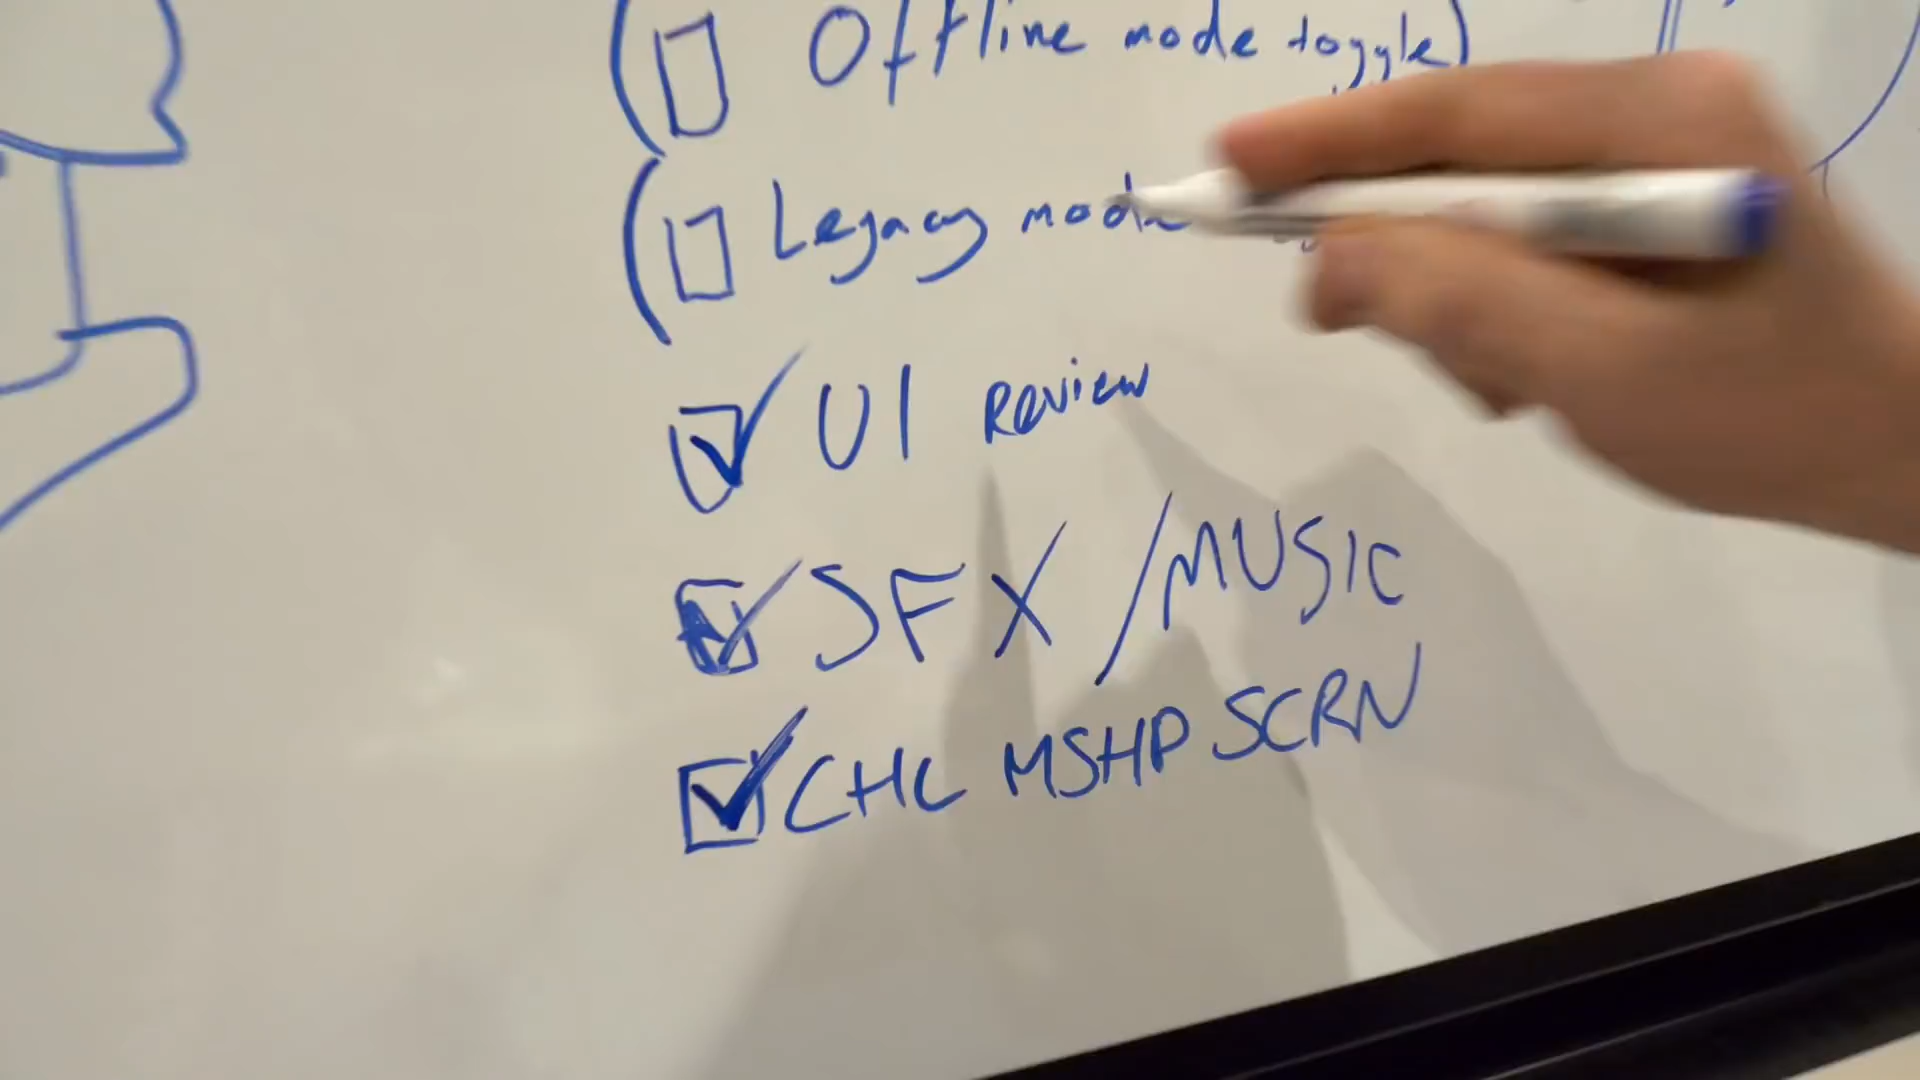 ( Offline mode toggle)
( Legacy mode
UI Review
SFX / MUSIC
CHL MSHP SCRN